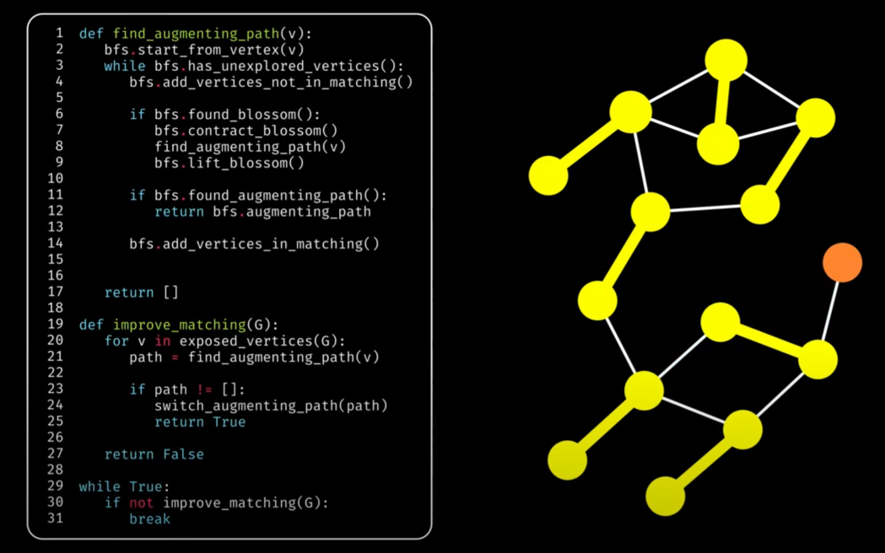 1 def find_augmenting_path(v):
2 bfs.start_from_vertex(v)
3 while bfs.has_unexplored_vertices():
4 bfs.add_vertices_not_in_matching()
5
6 if bfs.found_blossom():
7 bfs.contract_blossom()
8 find_augmenting_path(v)
9 bfs.lift_blossom()
10
11 if bfs.found_augmenting_path():
12 return bfs.augmenting_path
13
14 bfs.add_vertices_in_matching()
15
16
17 return []
18
19 def improve_matching(G):
20 for v in exposed_vertices(G):
21 path = find_augmenting_path(v)
22
23 if path != []:
24 switch_augmenting_path(path)
25 return True
26
27 return False
28
29 while True:
30 if not improve_matching(G):
31 break